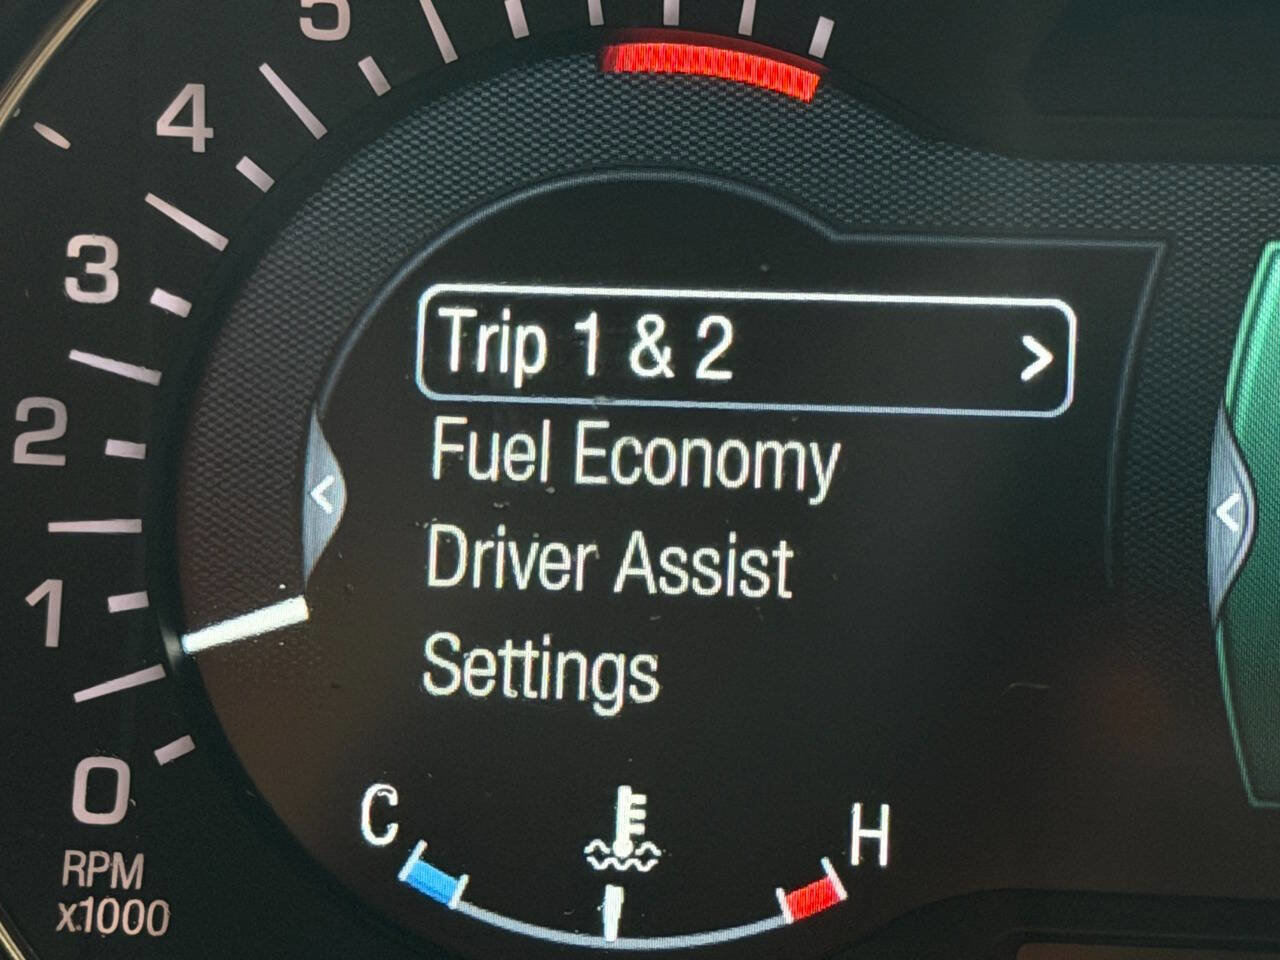 5
4
3
2
1
0
RPM
x1000
Trip 1 & 2 >
Fuel Economy
Driver Assist
Settings
C H